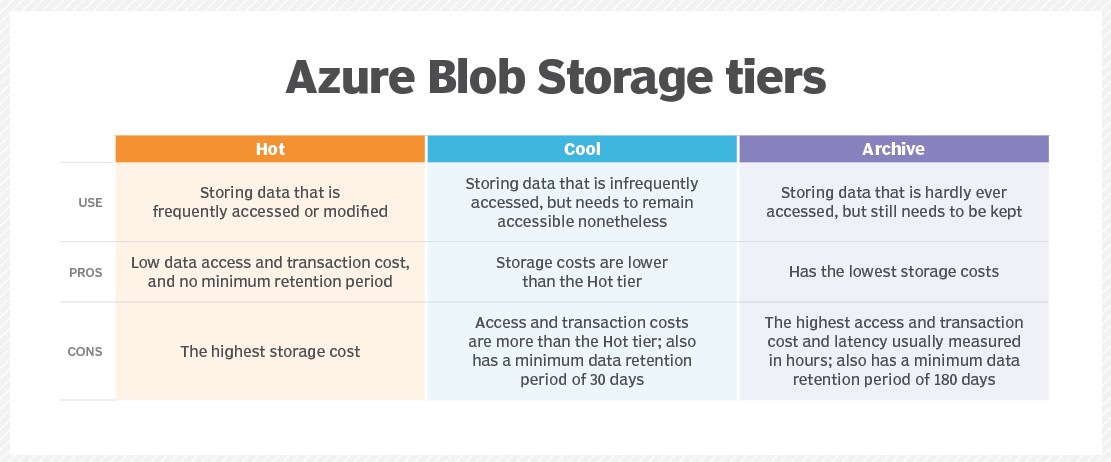 Azure Blob Storage tiers
Hot
Cool
Archive
USE
Storing data that is
frequently accessed or modified
Storing data that is infrequently
accessed, but needs to remain
accessible nonetheless
Storing data that is hardly ever
accessed, but still needs to be kept
PROS
Low data access and transaction cost,
and no minimum retention period
Storage costs are lower
than the Hot tier
Has the lowest storage costs
CONS
The highest storage cost
Access and transaction costs
are more than the Hot tier; also
has a minimum data retention
period of 30 days
The highest access and transaction
cost and latency usually measured
in hours; also has a minimum data
retention period of 180 days